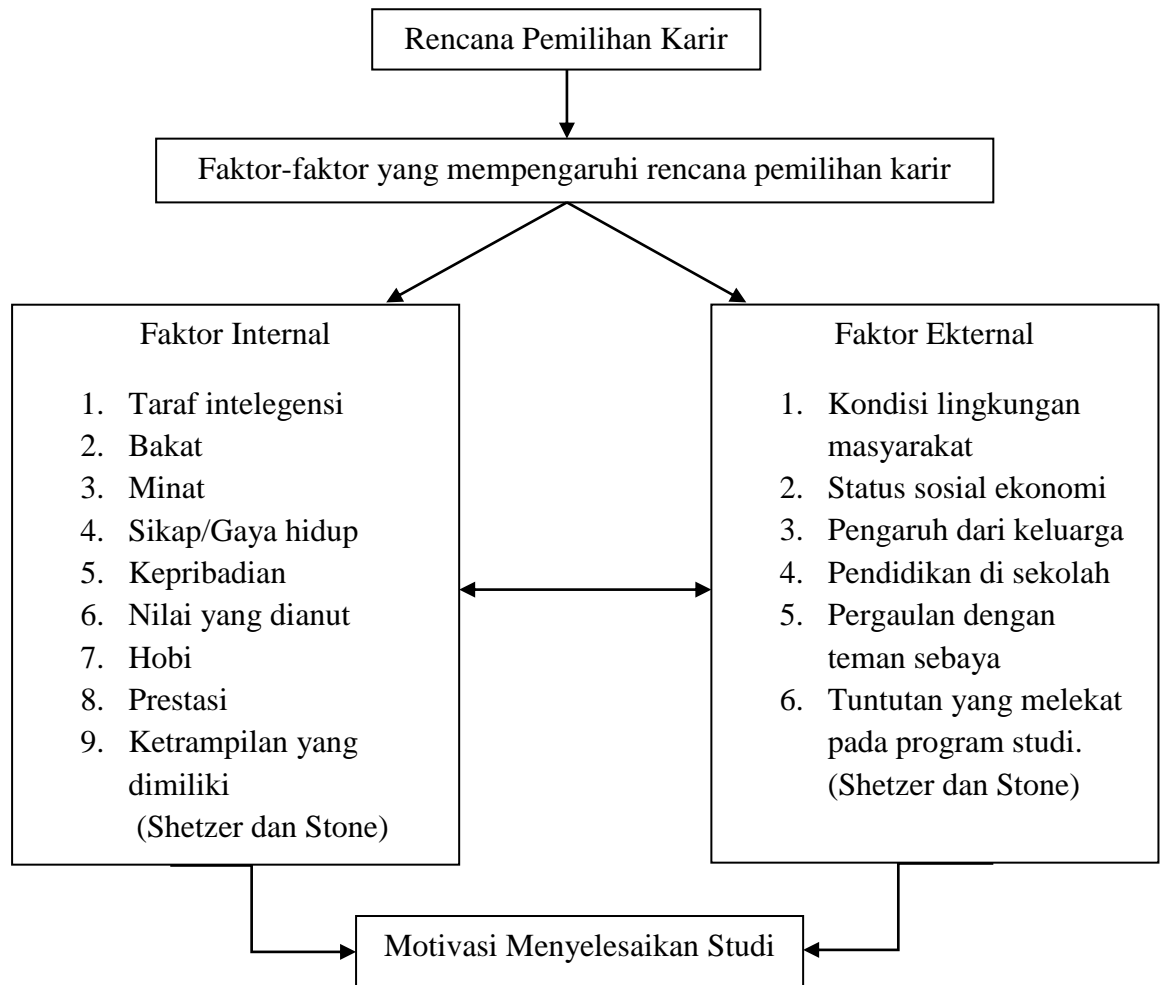 Rencana Pemilihan Karir
Faktor-faktor yang mempengaruhi rencana pemilihan karir
Faktor Internal
1. Taraf intelegensi
2. Bakat
3. Minat
4. Sikap/Gaya hidup
5. Kepribadian
6. Nilai yang dianut
7. Hobi
8. Prestasi
9. Ketrampilan yang
dimiliki
(Shetzer dan Stone)
Faktor Ekternal
1. Kondisi lingkungan
masyarakat
2. Status sosial ekonomi
3. Pengaruh dari keluarga
4. Pendidikan di sekolah
5. Pergaulan dengan
teman sebaya
6. Tuntutan yang melekat
pada program studi.
(Shetzer dan Stone)
Motivasi Menyelesaikan Studi